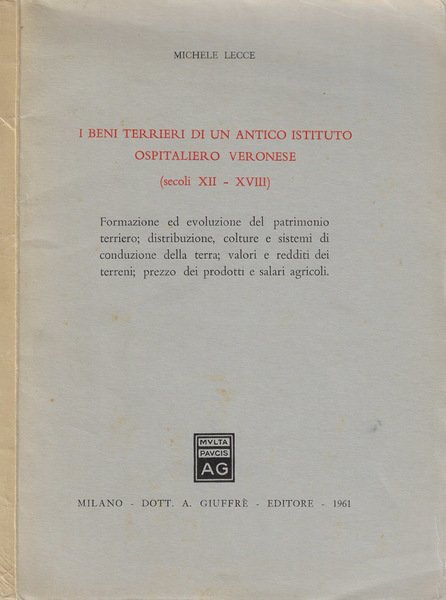 MICHELE LECCE
I BENI TERRIERI DI UN ANTICO ISTITUTO
OSPITALIERO VERONESE
(secoli XII - XVIII)
Formazione ed evoluzione del patrimonio
terriero; distribuzione, colture e sistemi di
conduzione della terra; valori e redditi dei
terreni; prezzo dei prodotti e salari agricoli.
MVLTA
PAVCIS
AG
MILANO - DOTT. A. GIUFFRÈ - EDITORE - 1961